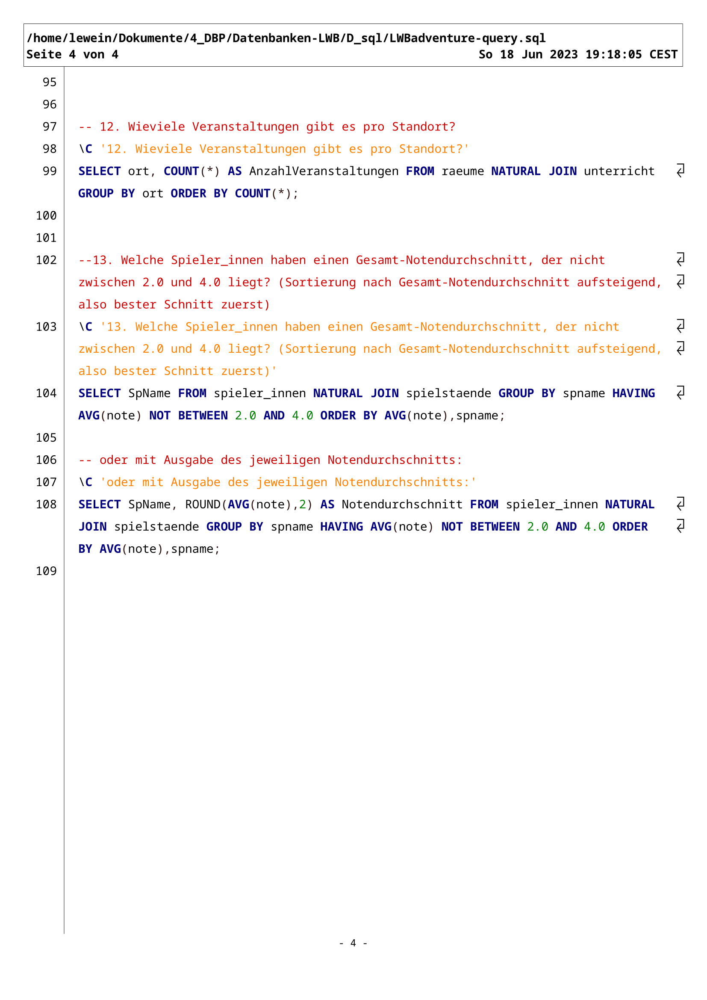 /home/lewein/Dokumente/4_DBP/Datenbanken-LWB/D_sql/LWBadventure-query.sql
Seite 4 von 4 So 18 Jun 2023 19:18:05 CEST
95
96
97 -- 12. Wieviele Veranstaltungen gibt es pro Standort?
98 \C '12. Wieviele Veranstaltungen gibt es pro Standort?'
99 SELECT ort, COUNT(*) AS AnzahlVeranstaltungen FROM raeume NATURAL JOIN unterricht
GROUP BY ort ORDER BY COUNT(*);
100
101
102 --13. Welche Spieler_innen haben einen Gesamt-Notendurchschnitt, der nicht
zwischen 2.0 und 4.0 liegt? (Sortierung nach Gesamt-Notendurchschnitt aufsteigend,
also bester Schnitt zuerst)
103 \C '13. Welche Spieler_innen haben einen Gesamt-Notendurchschnitt, der nicht
zwischen 2.0 und 4.0 liegt? (Sortierung nach Gesamt-Notendurchschnitt aufsteigend,
also bester Schnitt zuerst)'
104 SELECT SpName FROM spieler_innen NATURAL JOIN spielstaende GROUP BY spname HAVING
AVG(note) NOT BETWEEN 2.0 AND 4.0 ORDER BY AVG(note),spname;
105
106 -- oder mit Ausgabe des jeweiligen Notendurchschnitts:
107 \C 'oder mit Ausgabe des jeweiligen Notendurchschnitts:'
108 SELECT SpName, ROUND(AVG(note),2) AS Notendurchschnitt FROM spieler_innen NATURAL
JOIN spielstaende GROUP BY spname HAVING AVG(note) NOT BETWEEN 2.0 AND 4.0 ORDER
BY AVG(note),spname;
109
- 4 -